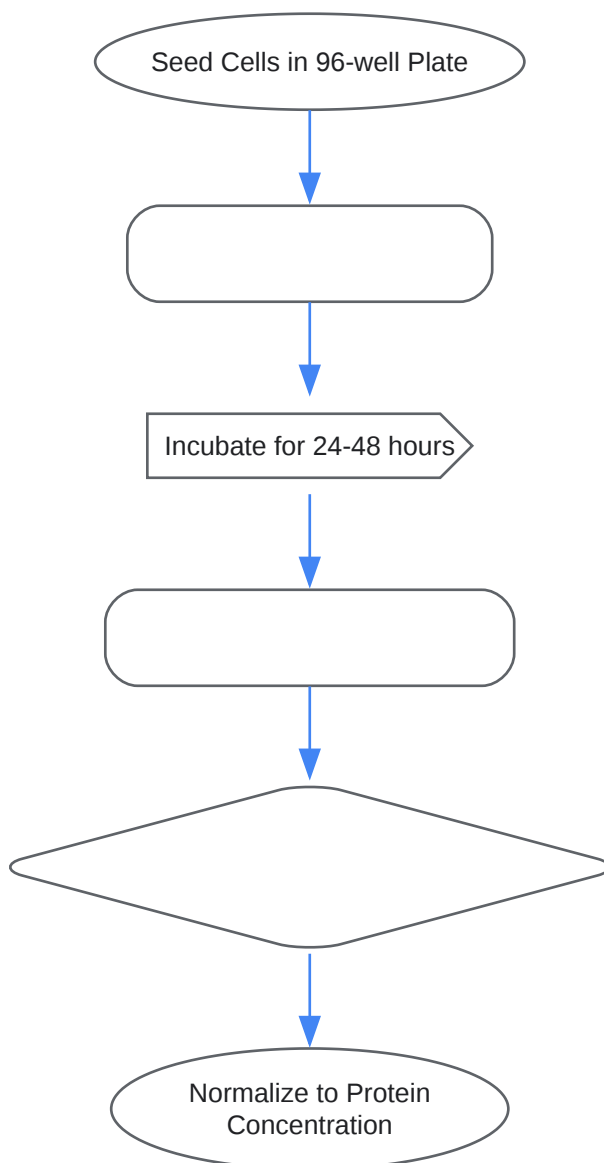 Seed Cells in 96-well Plate
Incubate for 24-48 hours
Normalize to Protein
Concentration